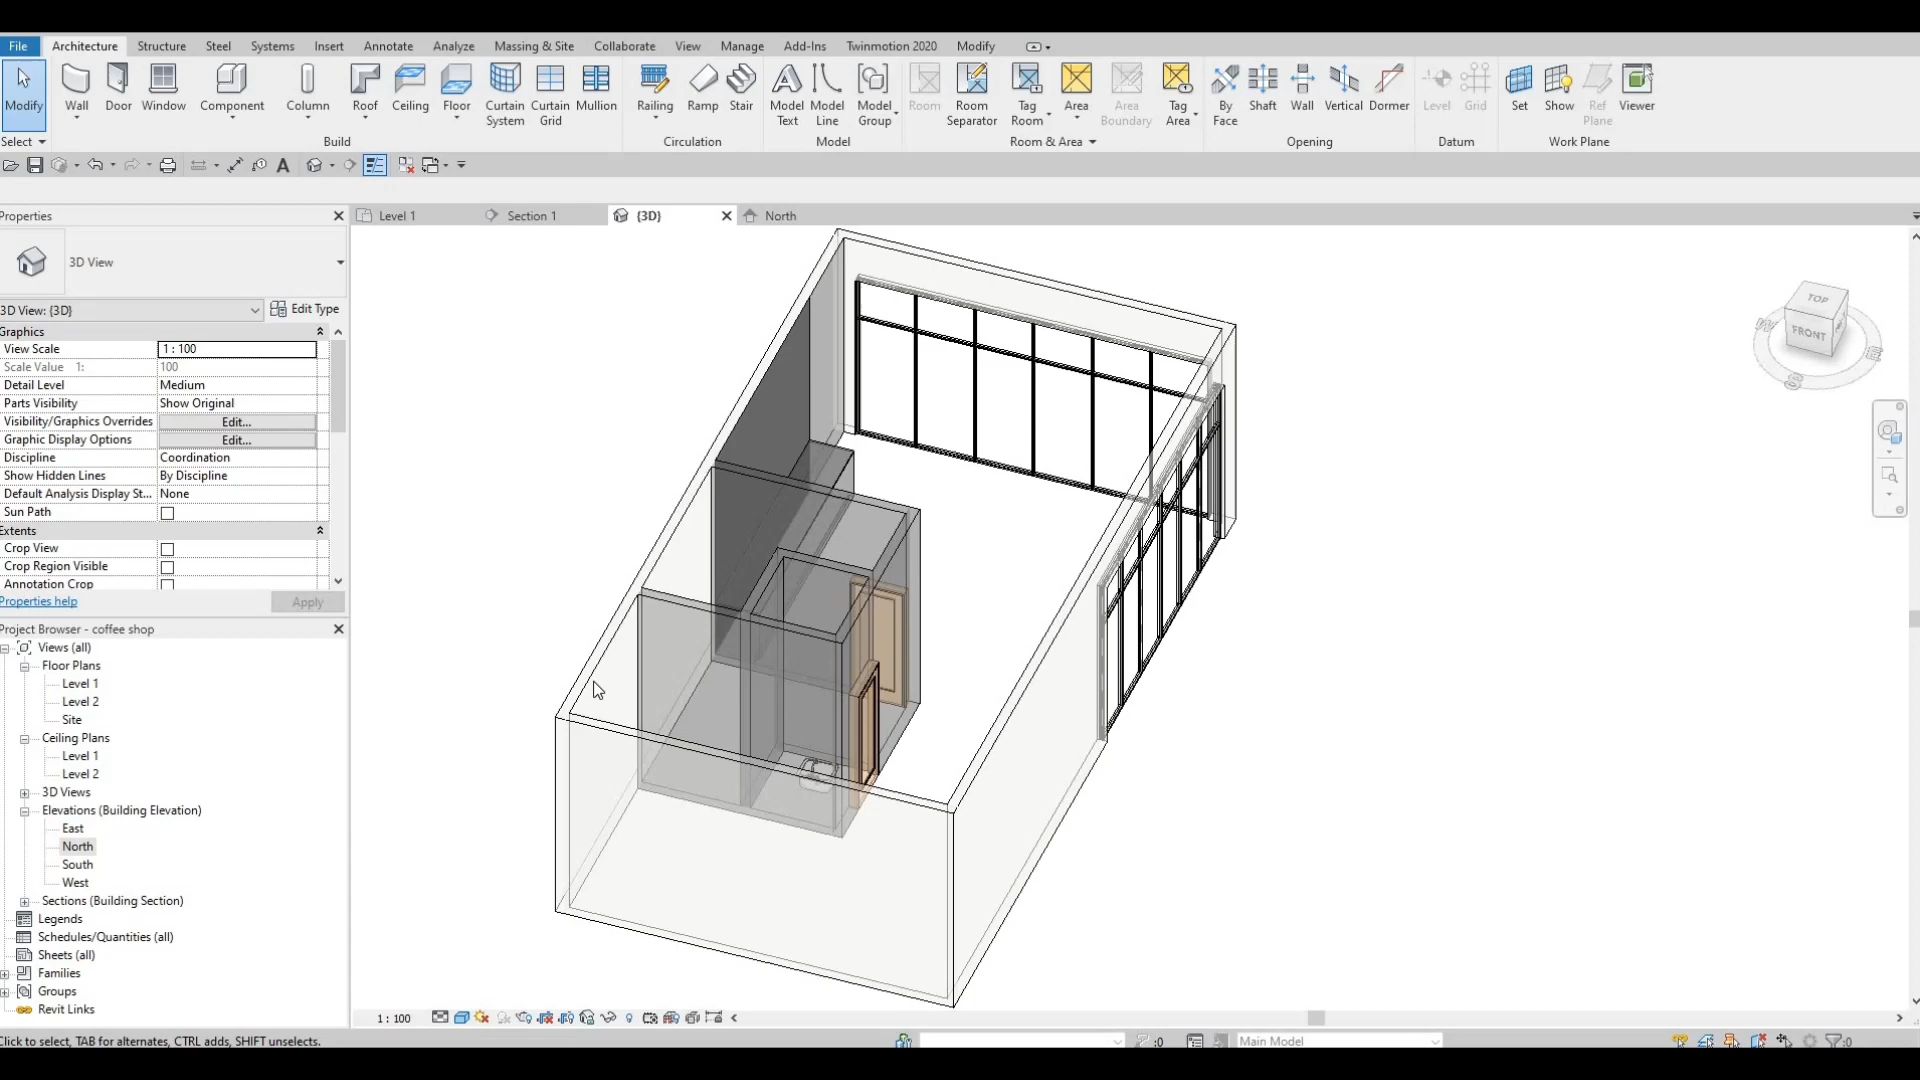 File Architecture Structure Steel Systems Insert Annotate Analyze Massing & Site Collaborate View Manage Add-Ins Twinmotion 2020 Modify
Modify Wall Door Window Component Column Roof Ceiling Floor Curtain System Curtain Grid Mullion Railing Ramp Stair Model Text Model Line Model Group Room Room Separator Tag Room Area Area Boundary Tag Area By Face Shaft Wall Vertical Dormer Level Grid Set Show Ref Plane Viewer
Select Build Circulation Model Room & Area Opening Datum Work Plane
Properties
Level 1 Section 1 {3D} North
3D View
3D View: {3D} Edit Type
Graphics
View Scale 1 : 100
Scale Value 1: 100
Detail Level Medium
Parts Visibility Show Original
Visibility/Graphics Overrides Edit...
Graphic Display Options Edit...
Discipline Coordination
Show Hidden Lines By Discipline
Default Analysis Display St... None
Sun Path
Extents
Crop View
Crop Region Visible
Annotation Crop
Properties help Apply
TOP
FRONT
W
E
S
Project Browser - coffee shop
Views (all)
Floor Plans
Level 1
Level 2
Site
Ceiling Plans
Level 1
Level 2
3D Views
Elevations (Building Elevation)
East
North
South
West
Sections (Building Section)
Legends
Schedules/Quantities (all)
Sheets (all)
Families
Groups
Revit Links
1 : 100
Click to select, TAB for alternates, CTRL adds, SHIFT unselects. :0 Main Model :0